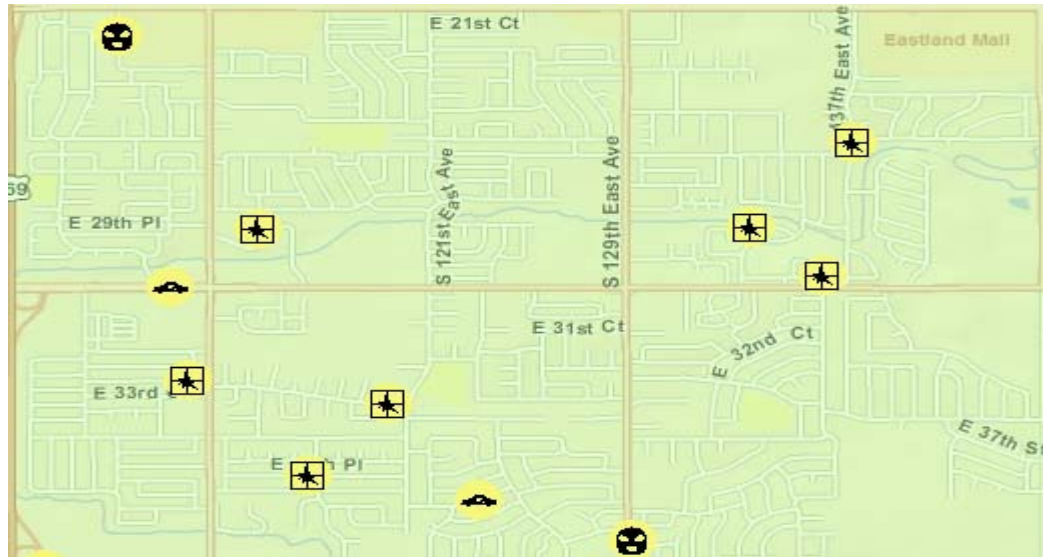 E 21st Ct
Eastland Mall
137th East Ave
S 121st East Ave
S 129th East Ave
69
E 29th Pl
E 31st Ct
E 32nd Ct
E 33rd
E Pl
E 37th St